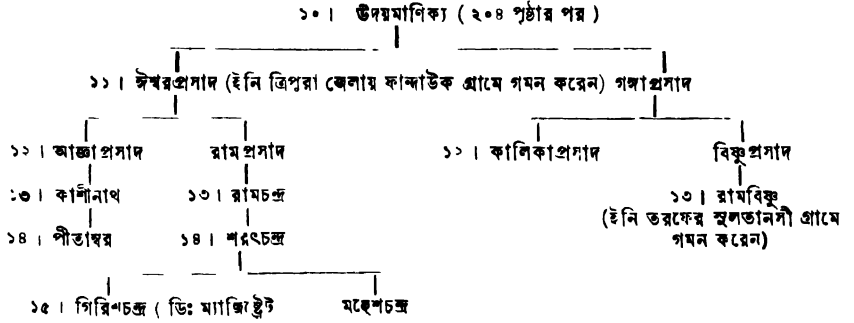 ১০। উদয়মাণিক্য (২০৪ পৃষ্ঠার পর)
১১। ঈশ্বরপ্রসাদ (ইনি ত্রিপুরা জেলায় ফান্দাউক গ্রামে গমন করেন) গঙ্গাপ্রসাদ
১২। আজ্ঞাপ্রসাদ রামপ্রসাদ ১২। কালিকাপ্রসাদ বিষ্ণুপ্রসাদ
১৩। কাশীনাথ ১৩। রামচন্দ্র ১৩। রামবিষ্ণু
(ইনি তরফের সুলতানসী গ্রামে
১৪। পীতাম্বর ১৪। শরৎচন্দ্র গমন করেন)
১৫। গিরিশচন্দ্র (ডিঃ ম্যাজিষ্ট্রেট মহেশচন্দ্র